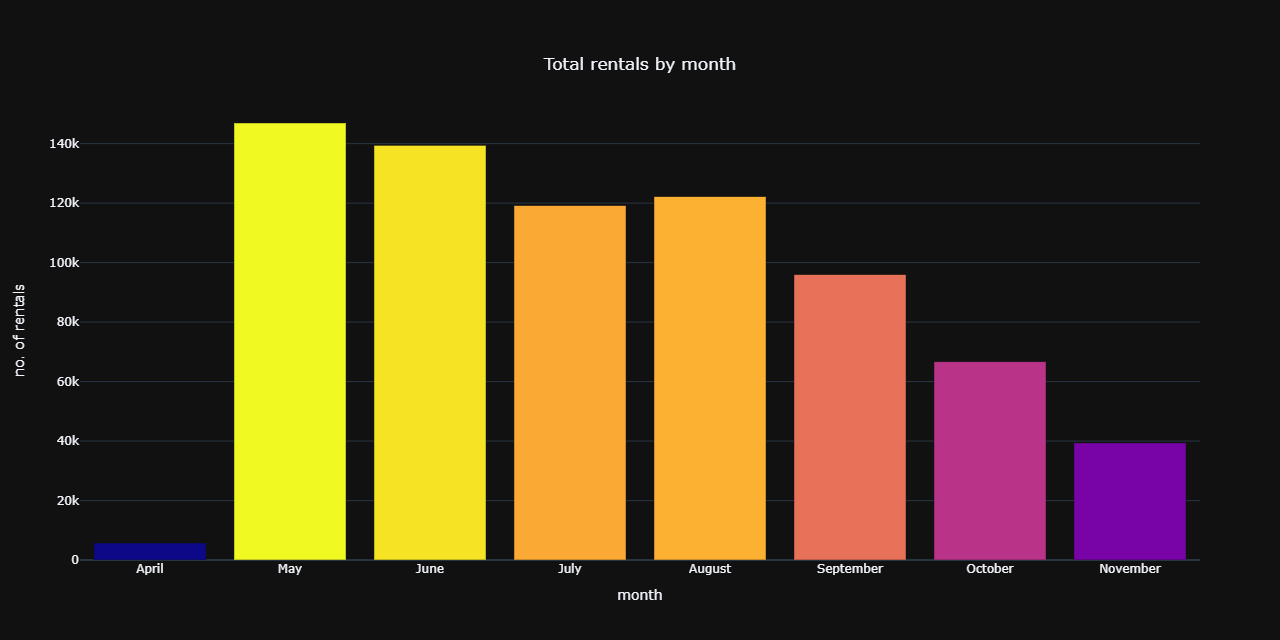 Total rentals by month
140k
120k
100k
80k
60k
40k
20k
0
no. of rentals
April May June July August September October November
month